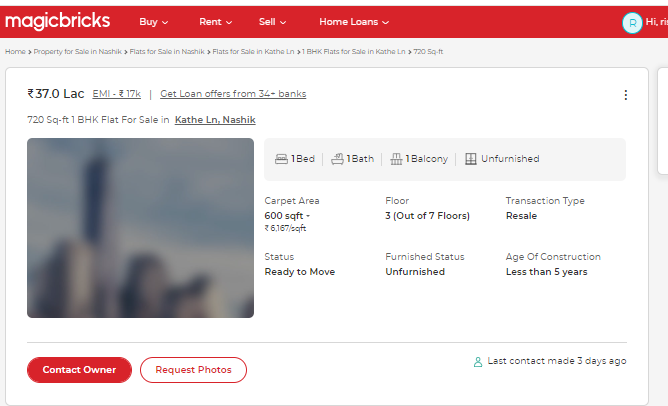 magicbricks Buy Rent Sell Home Loans R Hi,
Home > Property for Sale in Nashik > Flats for Sale in Nashik > Flats for Sale in Kathe Ln > 1 BHK Flats for Sale in Kathe Ln > 720 Sq-ft
₹37.0 Lac EMI - ₹ 17k | Get Loan offers from 34+ banks
720 Sq-ft 1 BHK Flat For Sale in Kathe Ln, Nashik
1 Bed 1 Bath 1 Balcony Unfurnished
Carpet Area Floor Transaction Type
600 sqft 3 (Out of 7 Floors) Resale
₹ 6,167/sqft
Status Furnished Status Age Of Construction
Ready to Move Unfurnished Less than 5 years
Contact Owner Request Photos Last contact made 3 days ago